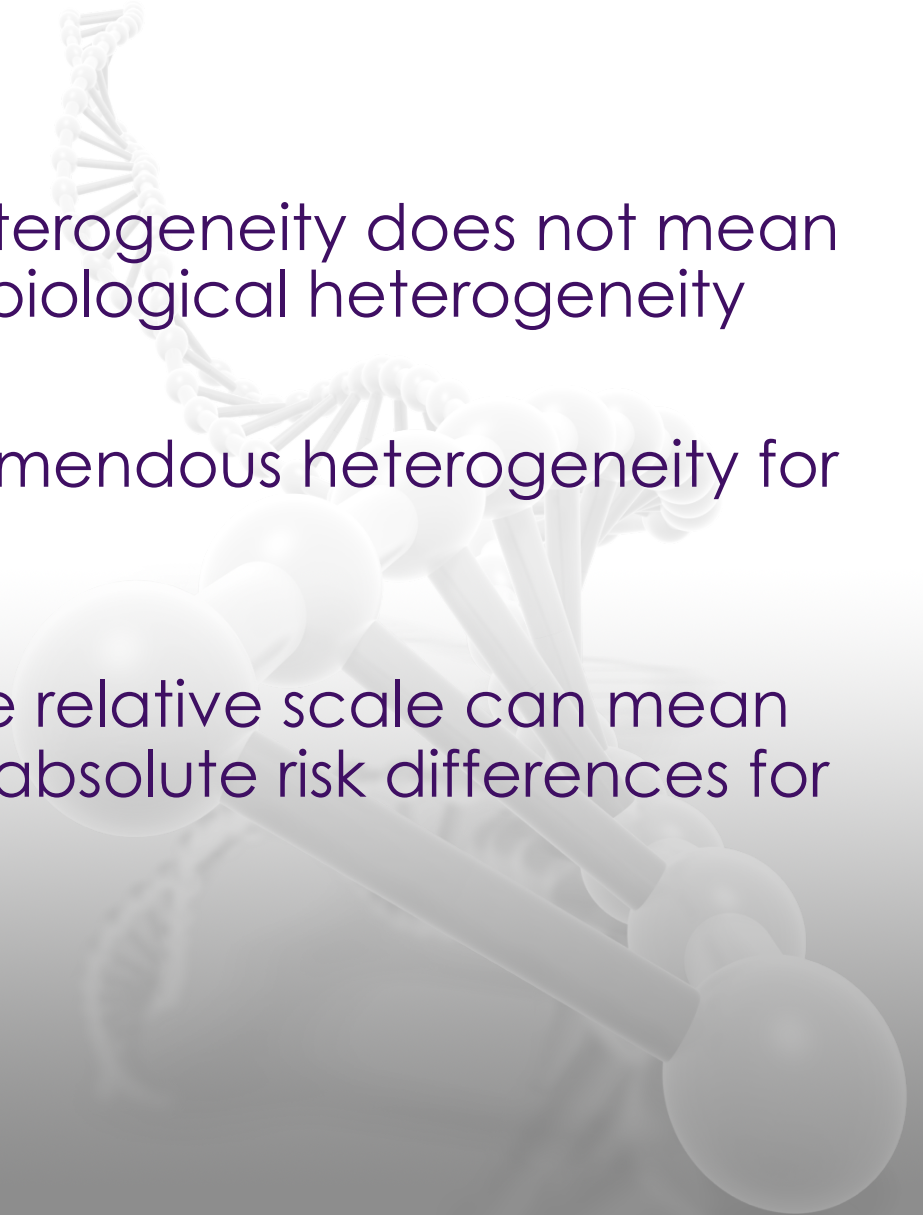 terogeneity does not mean
biological heterogeneity
mendous heterogeneity for
e relative scale can mean
absolute risk differences for